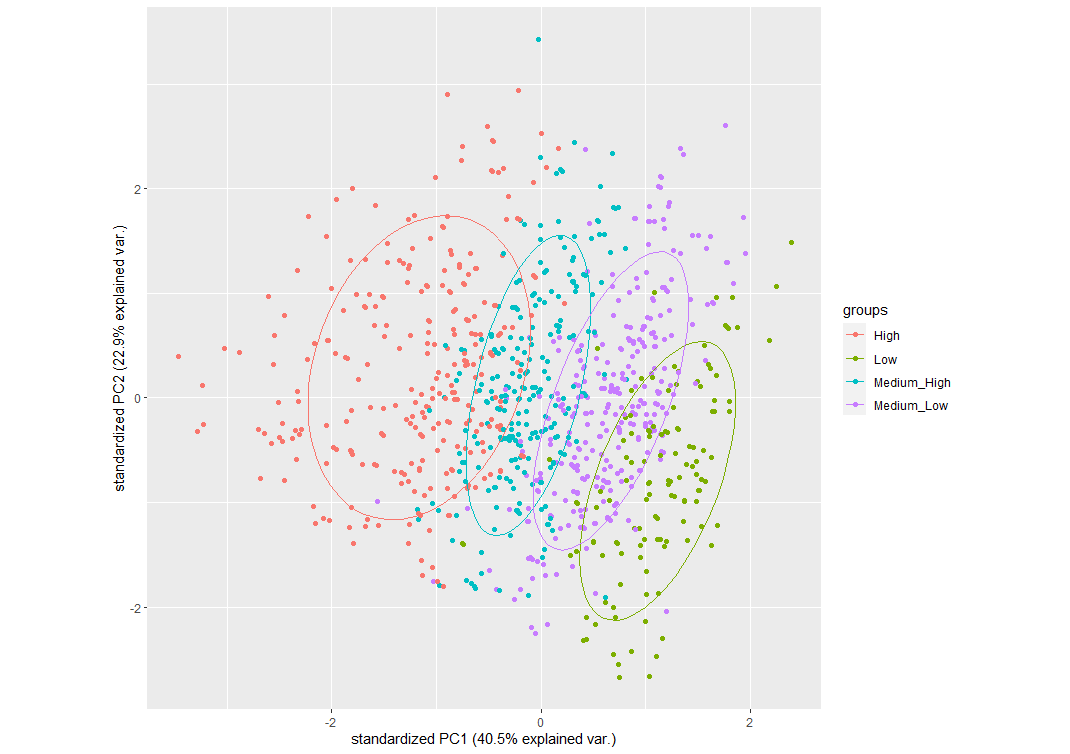 standardized PC2 (22.9% explained var.)
2
0
-2
-2
0
2
standardized PC1 (40.5% explained var.)
groups
High
Low
Medium_High
Medium_Low